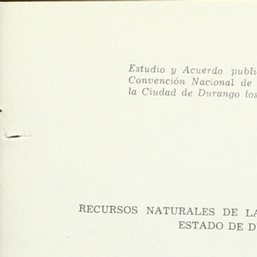 Estudio y Acuerdo publi
Convención Nacional de
la Ciudad de Durango los
RECURSOS NATURALES DE LA
ESTADO DE D